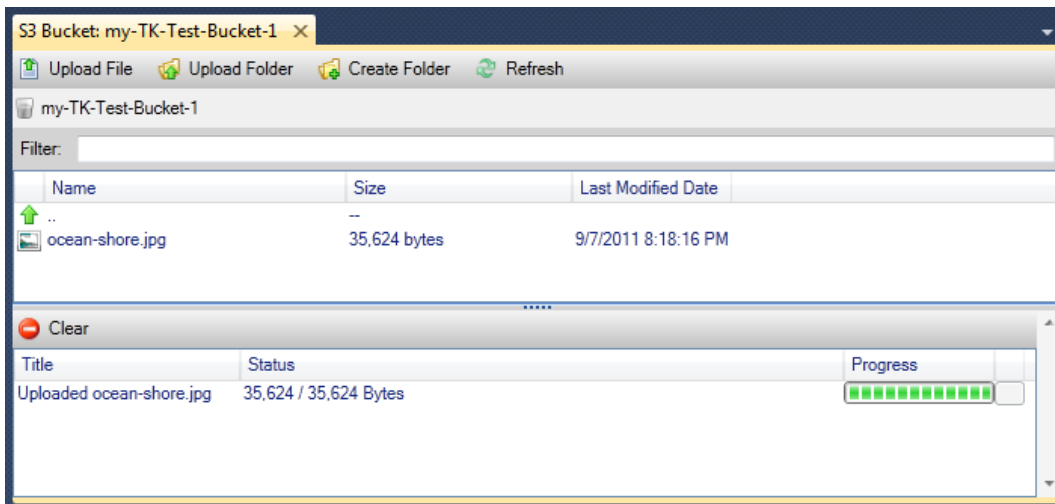 S3 Bucket: my-TK-Test-Bucket-1
Upload File Upload Folder Create Folder Refresh
my-TK-Test-Bucket-1
Filter:
Name Size Last Modified Date
.. --
ocean-shore.jpg 35,624 bytes 9/7/2011 8:18:16 PM
Clear
Title Status Progress
Uploaded ocean-shore.jpg 35,624 / 35,624 Bytes